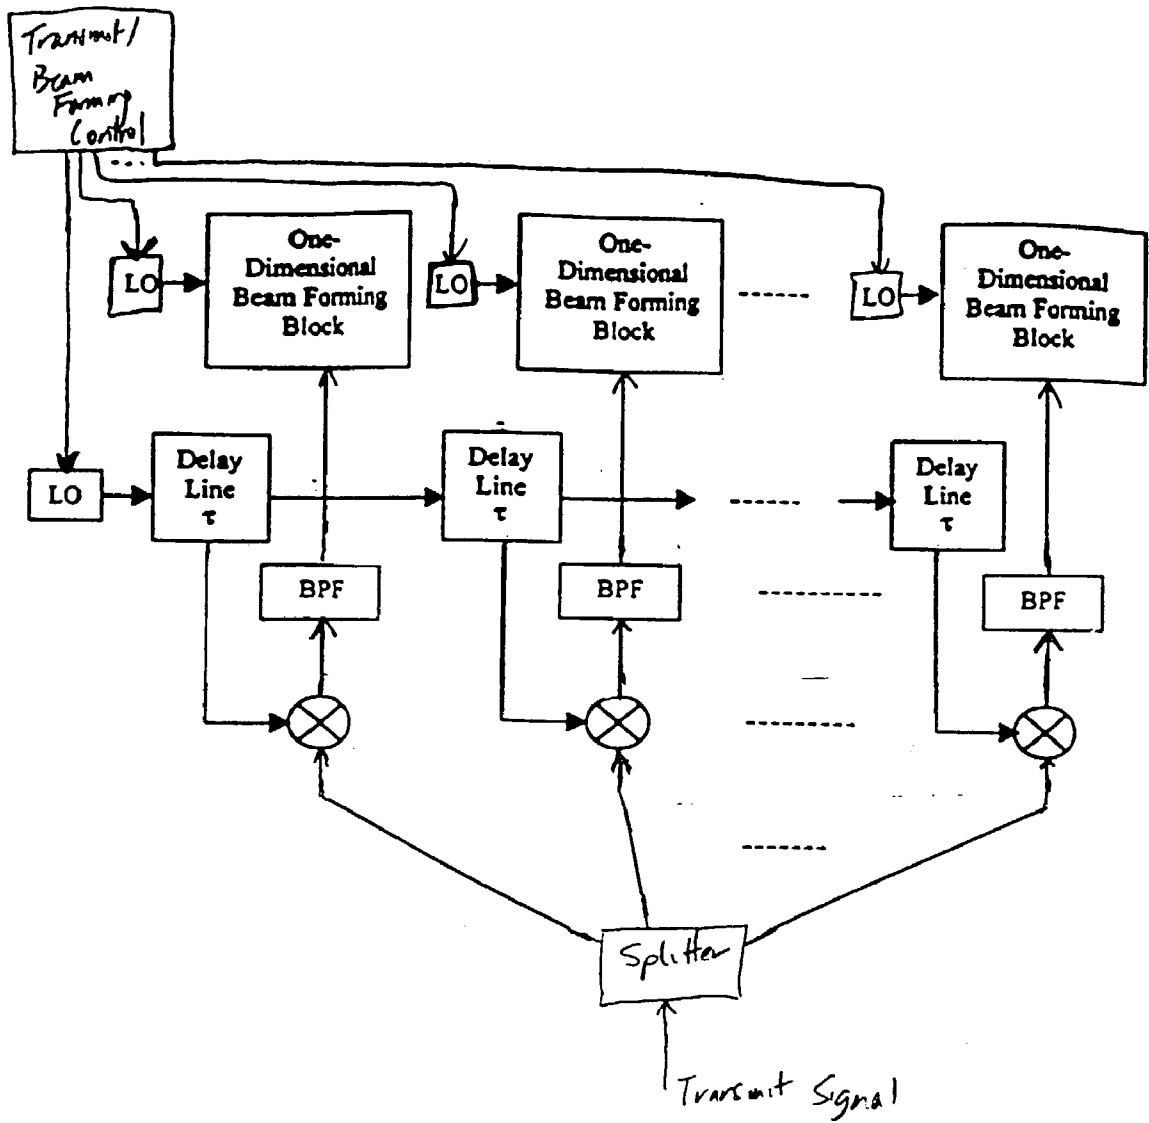 Transmit/
Beam
Forming
Control
LO
One-
Dimensional
Beam Forming
Block
LO
One-
Dimensional
Beam Forming
Block
LO
One-
Dimensional
Beam Forming
Block
LO
Delay
Line
τ
Delay
Line
τ
Delay
Line
τ
BPF
BPF
BPF
Splitter
Transmit Signal